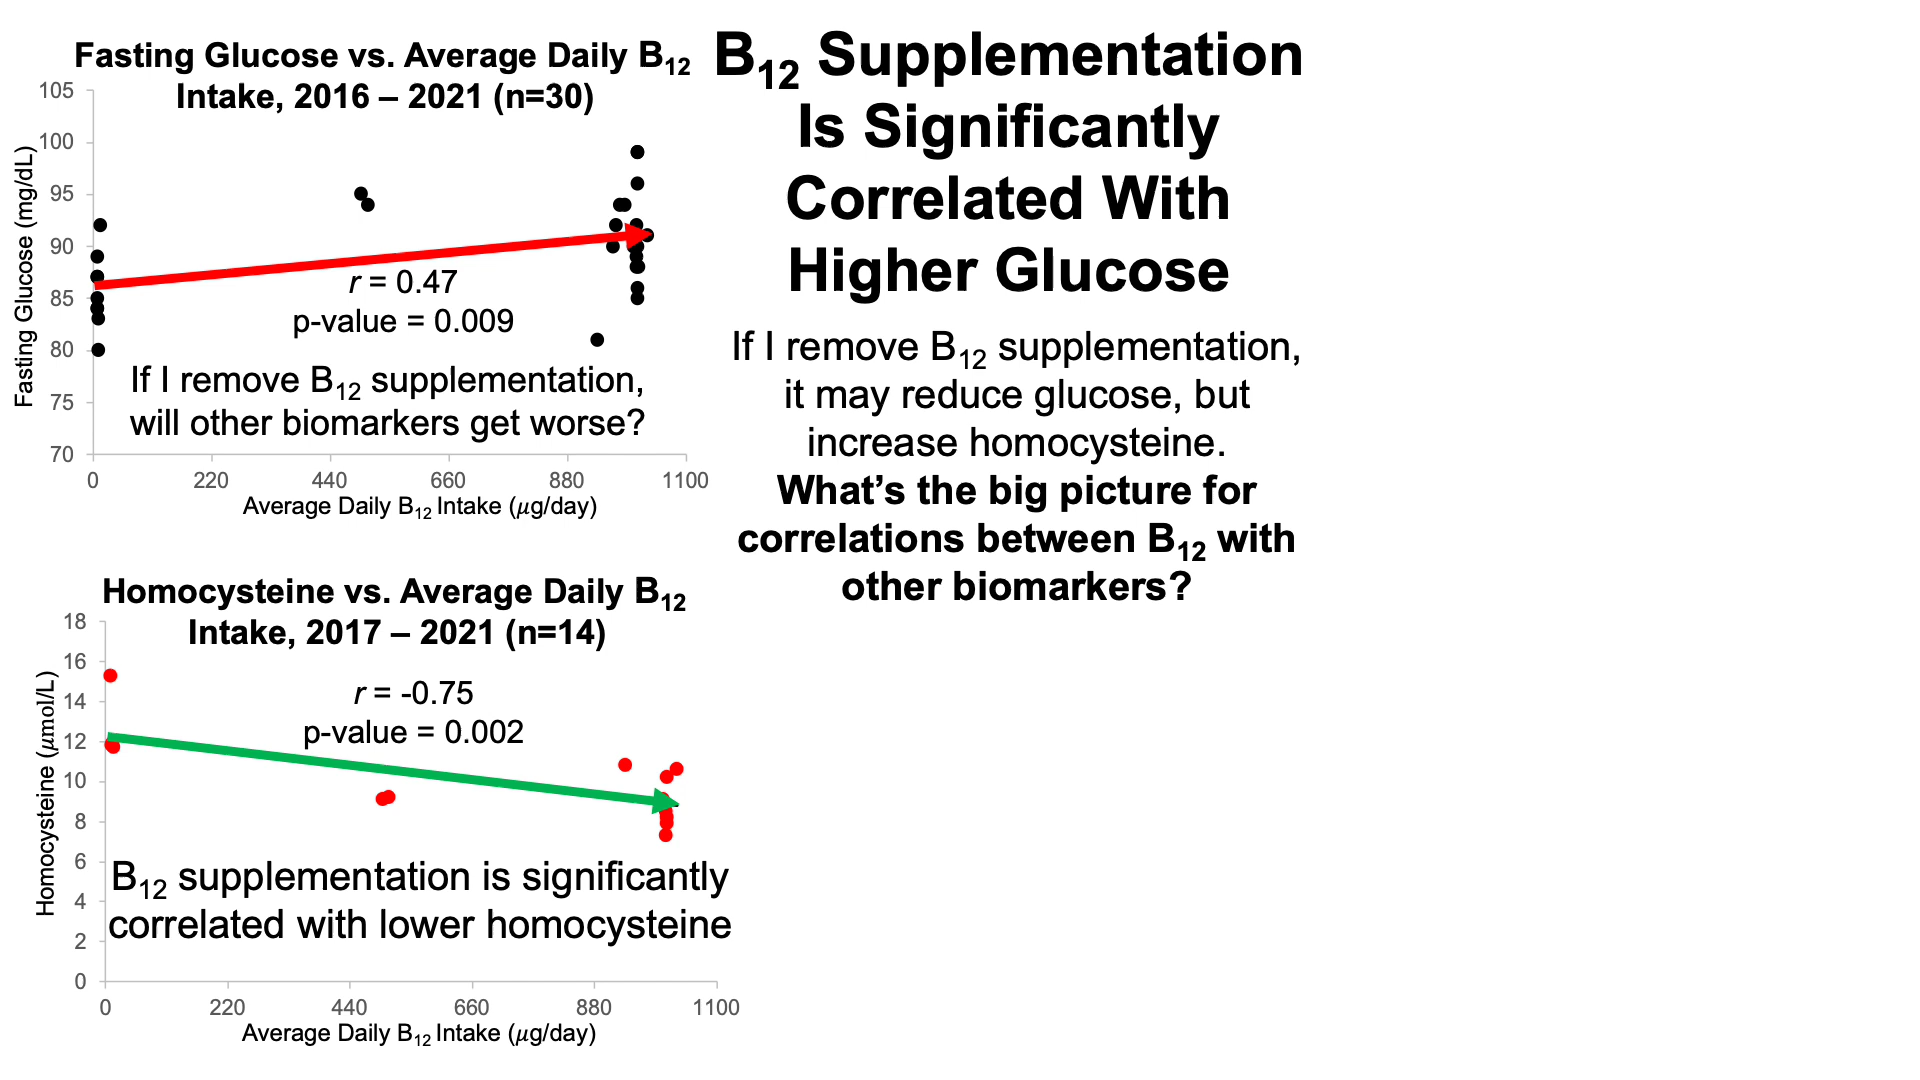 Fasting Glucose vs. Average Daily B₁₂
Intake, 2016 – 2021 (n=30)
105
100
95
90
85
80
75
70
Fasting Glucose (mg/dL)
r = 0.47
p-value = 0.009
If I remove B₁₂ supplementation,
will other biomarkers get worse?
0 220 440 660 880 1100
Average Daily B₁₂ Intake (μg/day)
Homocysteine vs. Average Daily B₁₂
Intake, 2017 – 2021 (n=14)
18
16
14
12
10
8
6
4
2
0
Homocysteine (μmol/L)
r = -0.75
p-value = 0.002
B₁₂ supplementation is significantly
correlated with lower homocysteine
0 220 440 660 880 1100
Average Daily B₁₂ Intake (μg/day)
B₁₂ Supplementation
Is Significantly
Correlated With
Higher Glucose
If I remove B₁₂ supplementation,
it may reduce glucose, but
increase homocysteine.
What’s the big picture for
correlations between B₁₂ with
other biomarkers?